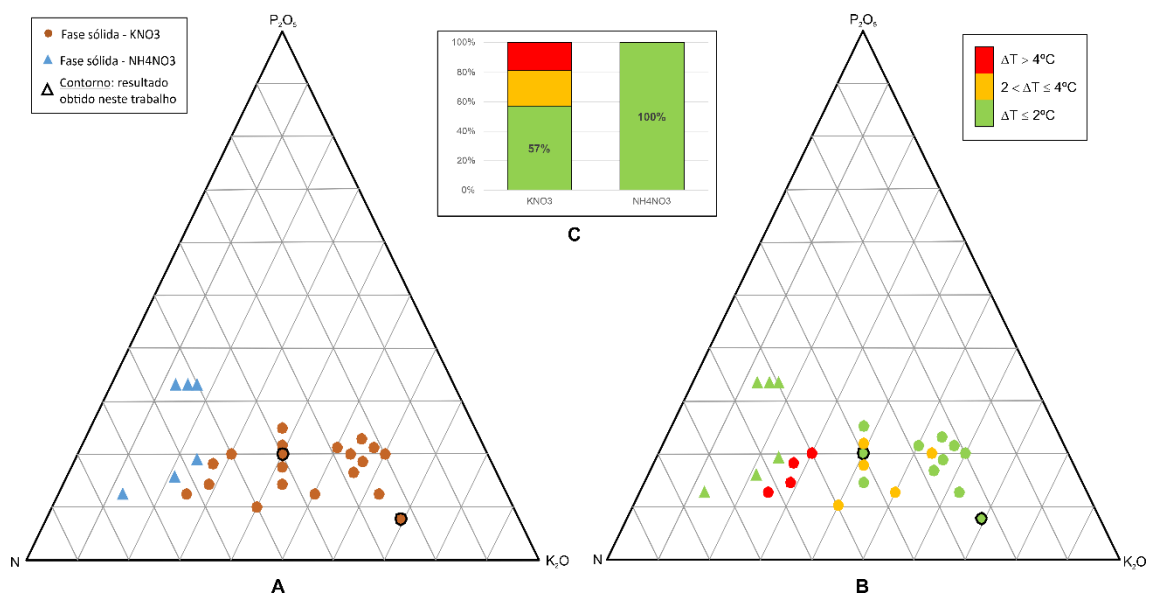 P₂O₅
Fase sólida - KNO3
Fase sólida - NH4NO3
Contorno: resultado
obtido neste trabalho
N
K₂O
A
100%
80%
60%
40%
20%
0%
57%
100%
KNO3
NH4NO3
C
P₂O₅
ΔT > 4ºC
2 < ΔT ≤ 4ºC
ΔT ≤ 2ºC
N
K₂O
B